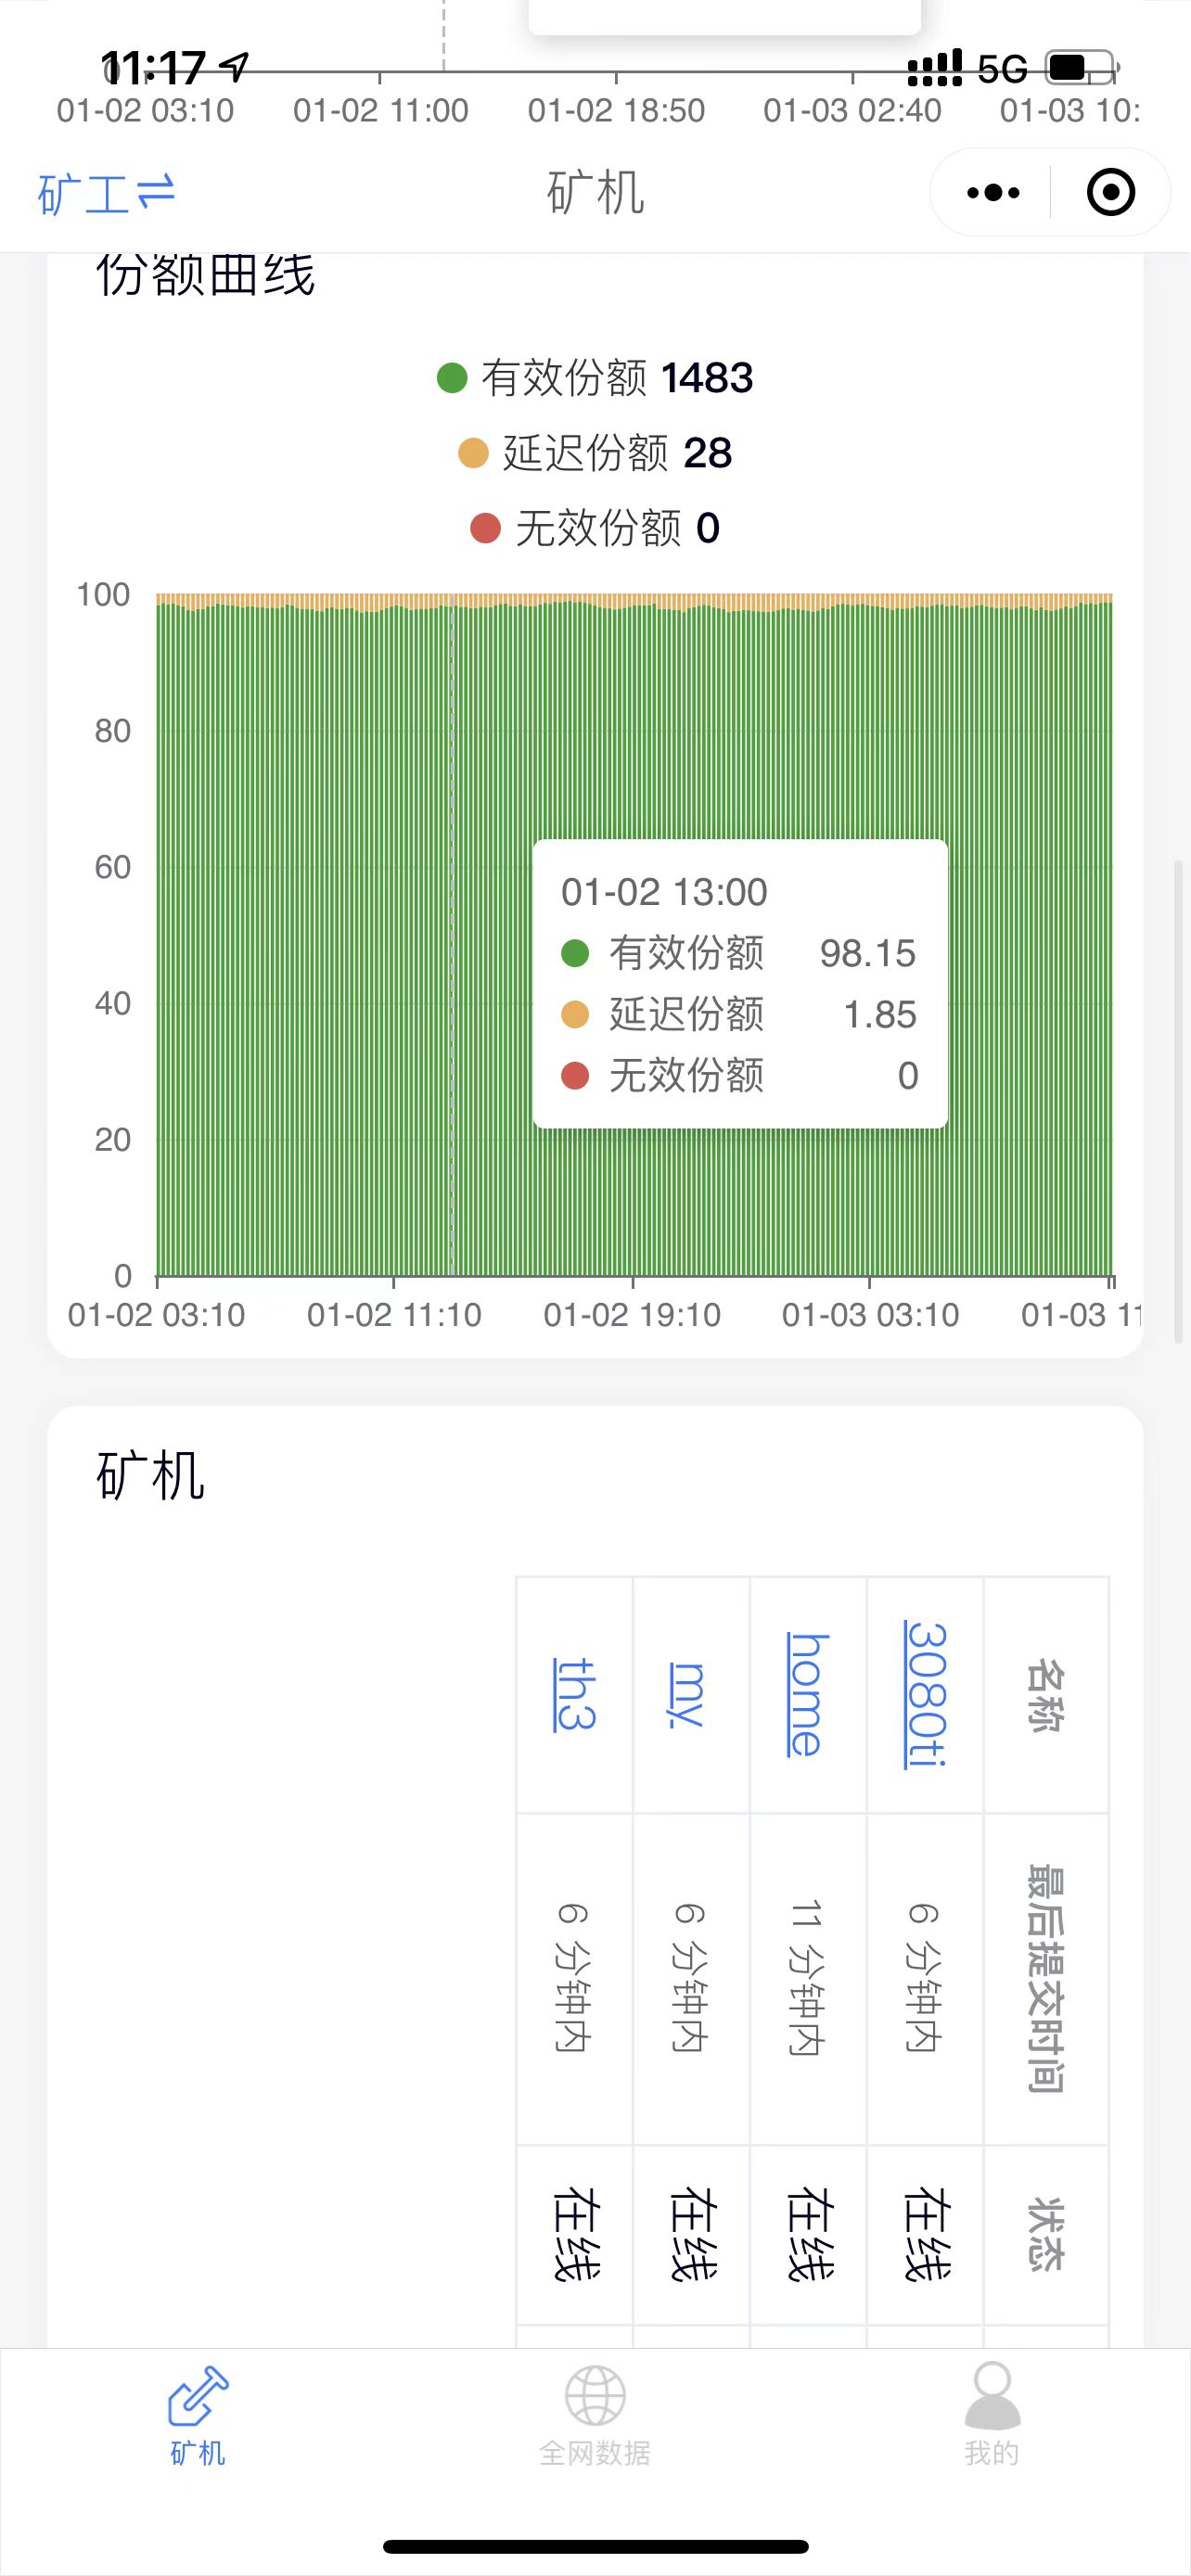 0
11:17 5G
01-02 03:10 01-02 11:00 01-02 18:50 01-03 02:40 01-03 10:
矿工⇌ 矿机
份额曲线
有效份额 1483
延迟份额 28
无效份额 0
100
80
60
40
20
0
01-02 13:00
有效份额 98.15
延迟份额 1.85
无效份额 0
01-02 03:10 01-02 11:10 01-02 19:10 01-03 03:10 01-03 11
矿机
名称 最后提交时间 状态
3080ti 6 分钟内 在线
home 11 分钟内 在线
my 6 分钟内 在线
th3 6 分钟内 在线
矿机 全网数据 我的